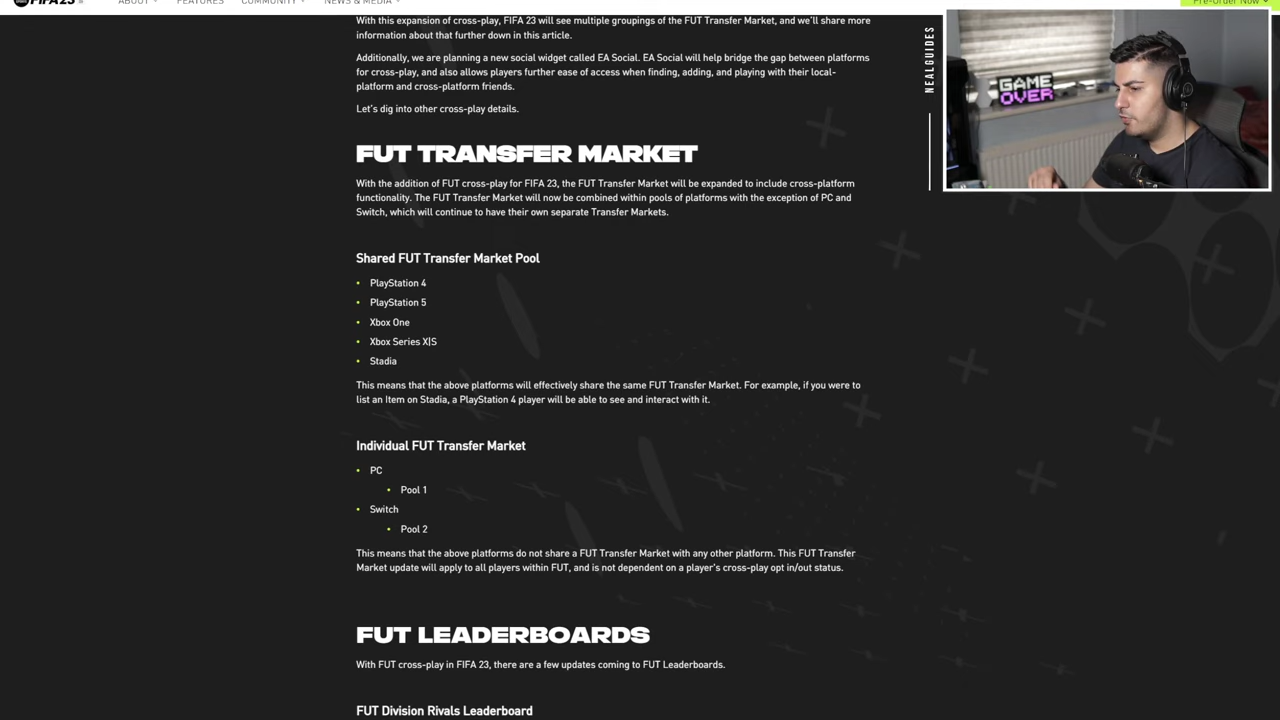 FIFA 23
ABOUT
FEATURES
COMMUNITY
NEWS & MEDIA
Pre-Order Now
With this expansion of cross-play, FIFA 23 will see multiple groupings of the FUT Transfer Market, and we'll share more
information about that further down in this article.
Additionally, we are planning a new social widget called EA Social. EA Social will help bridge the gap between platforms
for cross-play, and also allows players further ease of access when finding, adding, and playing with their local-
platform and cross-platform friends.
Let's dig into other cross-play details.
NEALGUIDES
GAME
OVER
FUT TRANSFER MARKET
With the addition of FUT cross-play for FIFA 23, the FUT Transfer Market will be expanded to include cross-platform
functionality. The FUT Transfer Market will now be combined within pools of platforms with the exception of PC and
Switch, which will continue to have their own separate Transfer Markets.
Shared FUT Transfer Market Pool
• PlayStation 4
• PlayStation 5
• Xbox One
• Xbox Series X|S
• Stadia
This means that the above platforms will effectively share the same FUT Transfer Market. For example, if you were to
list an Item on Stadia, a PlayStation 4 player will be able to see and interact with it.
Individual FUT Transfer Market
• PC
• Pool 1
• Switch
• Pool 2
This means that the above platforms do not share a FUT Transfer Market with any other platform. This FUT Transfer
Market update will apply to all players within FUT, and is not dependent on a player's cross-play opt in/out status.
FUT LEADERBOARDS
With FUT cross-play in FIFA 23, there are a few updates coming to FUT Leaderboards.
FUT Division Rivals Leaderboard